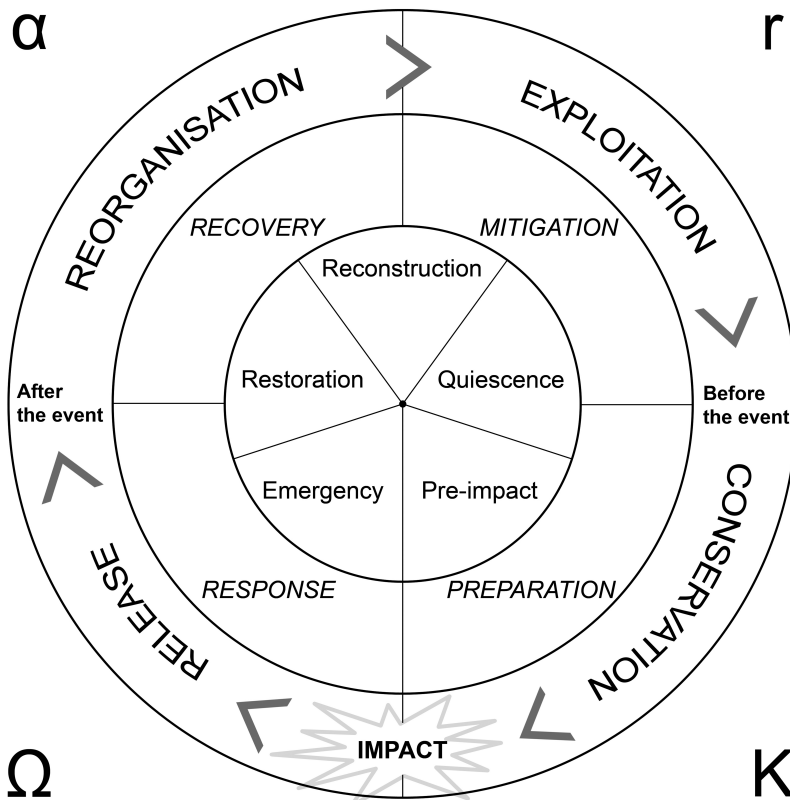 α
r
REORGANISATION
EXPLOITATION
RECOVERY
MITIGATION
Reconstruction
Restoration
Quiescence
After
the event
Before
the event
Emergency
Pre-impact
CONSERVATION
RELEASE
RESPONSE
PREPARATION
IMPACT
Ω
K